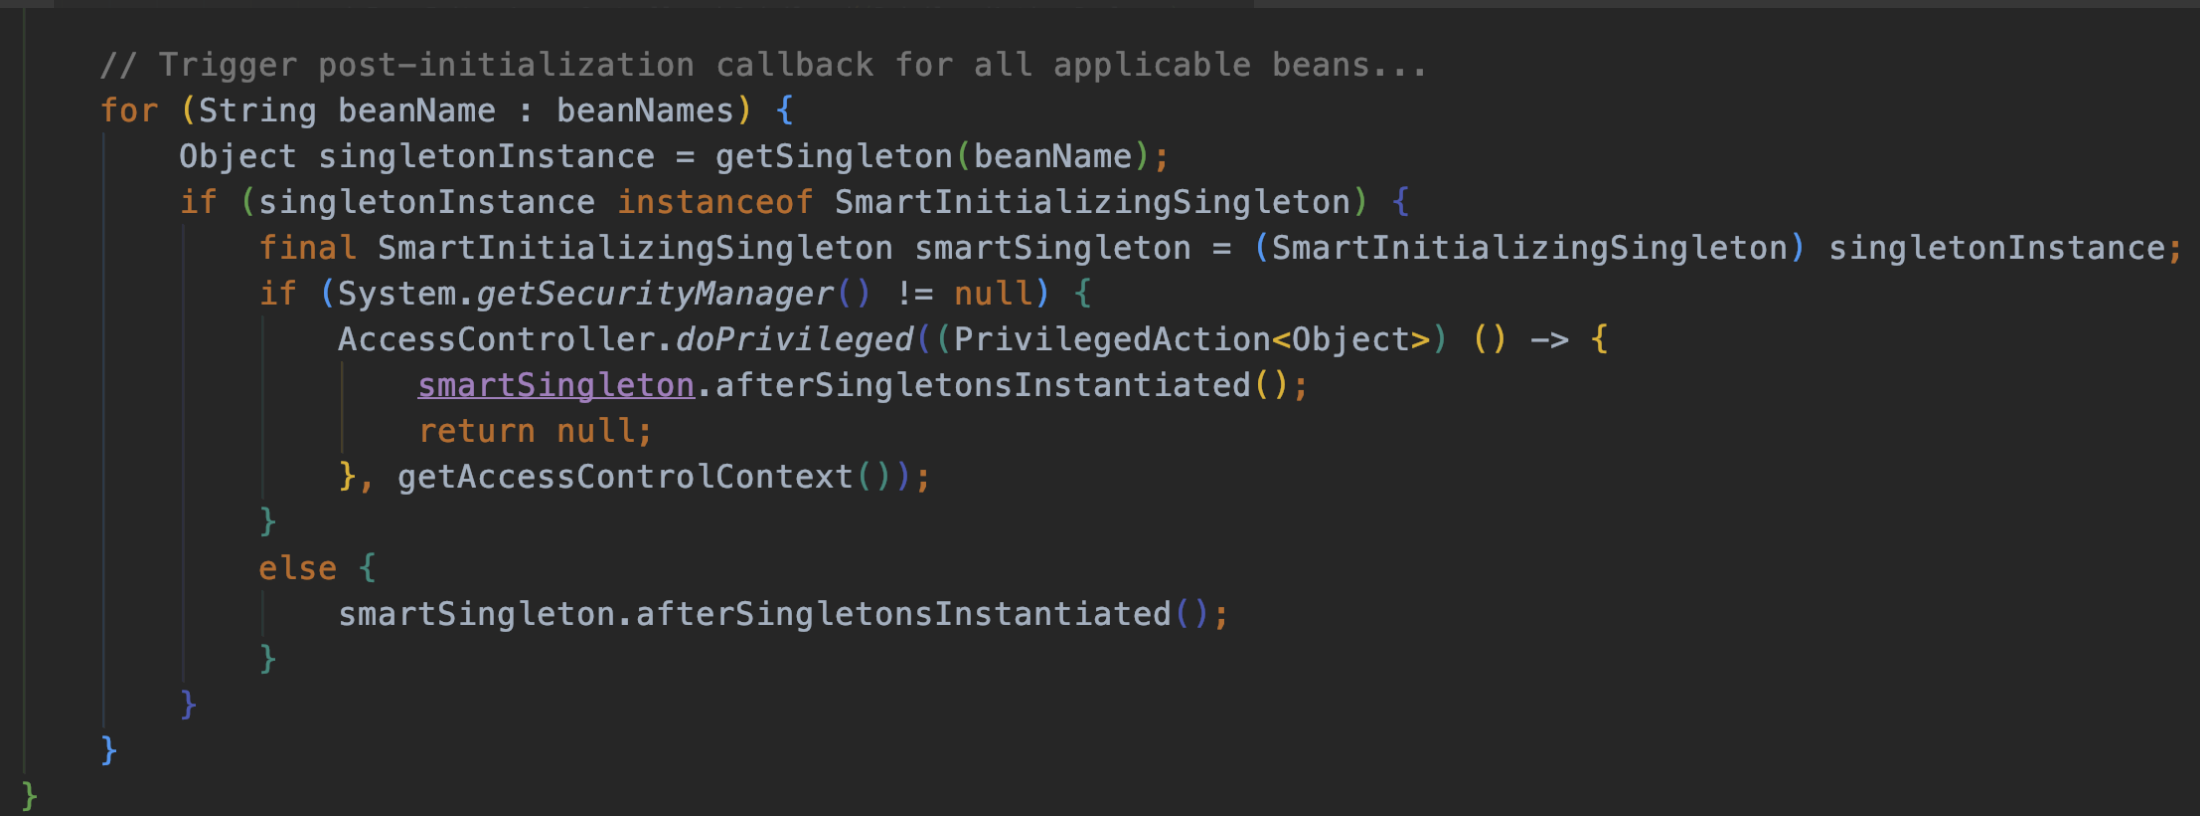 // Trigger post-initialization callback for all applicable beans...
for (String beanName : beanNames) {
    Object singletonInstance = getSingleton(beanName);
    if (singletonInstance instanceof SmartInitializingSingleton) {
        final SmartInitializingSingleton smartSingleton = (SmartInitializingSingleton) singletonInstance;
        if (System.getSecurityManager() != null) {
            AccessController.doPrivileged((PrivilegedAction<Object>) () -> {
                smartSingleton.afterSingletonsInstantiated();
                return null;
            }, getAccessControlContext());
        }
        else {
            smartSingleton.afterSingletonsInstantiated();
        }
    }
}
}